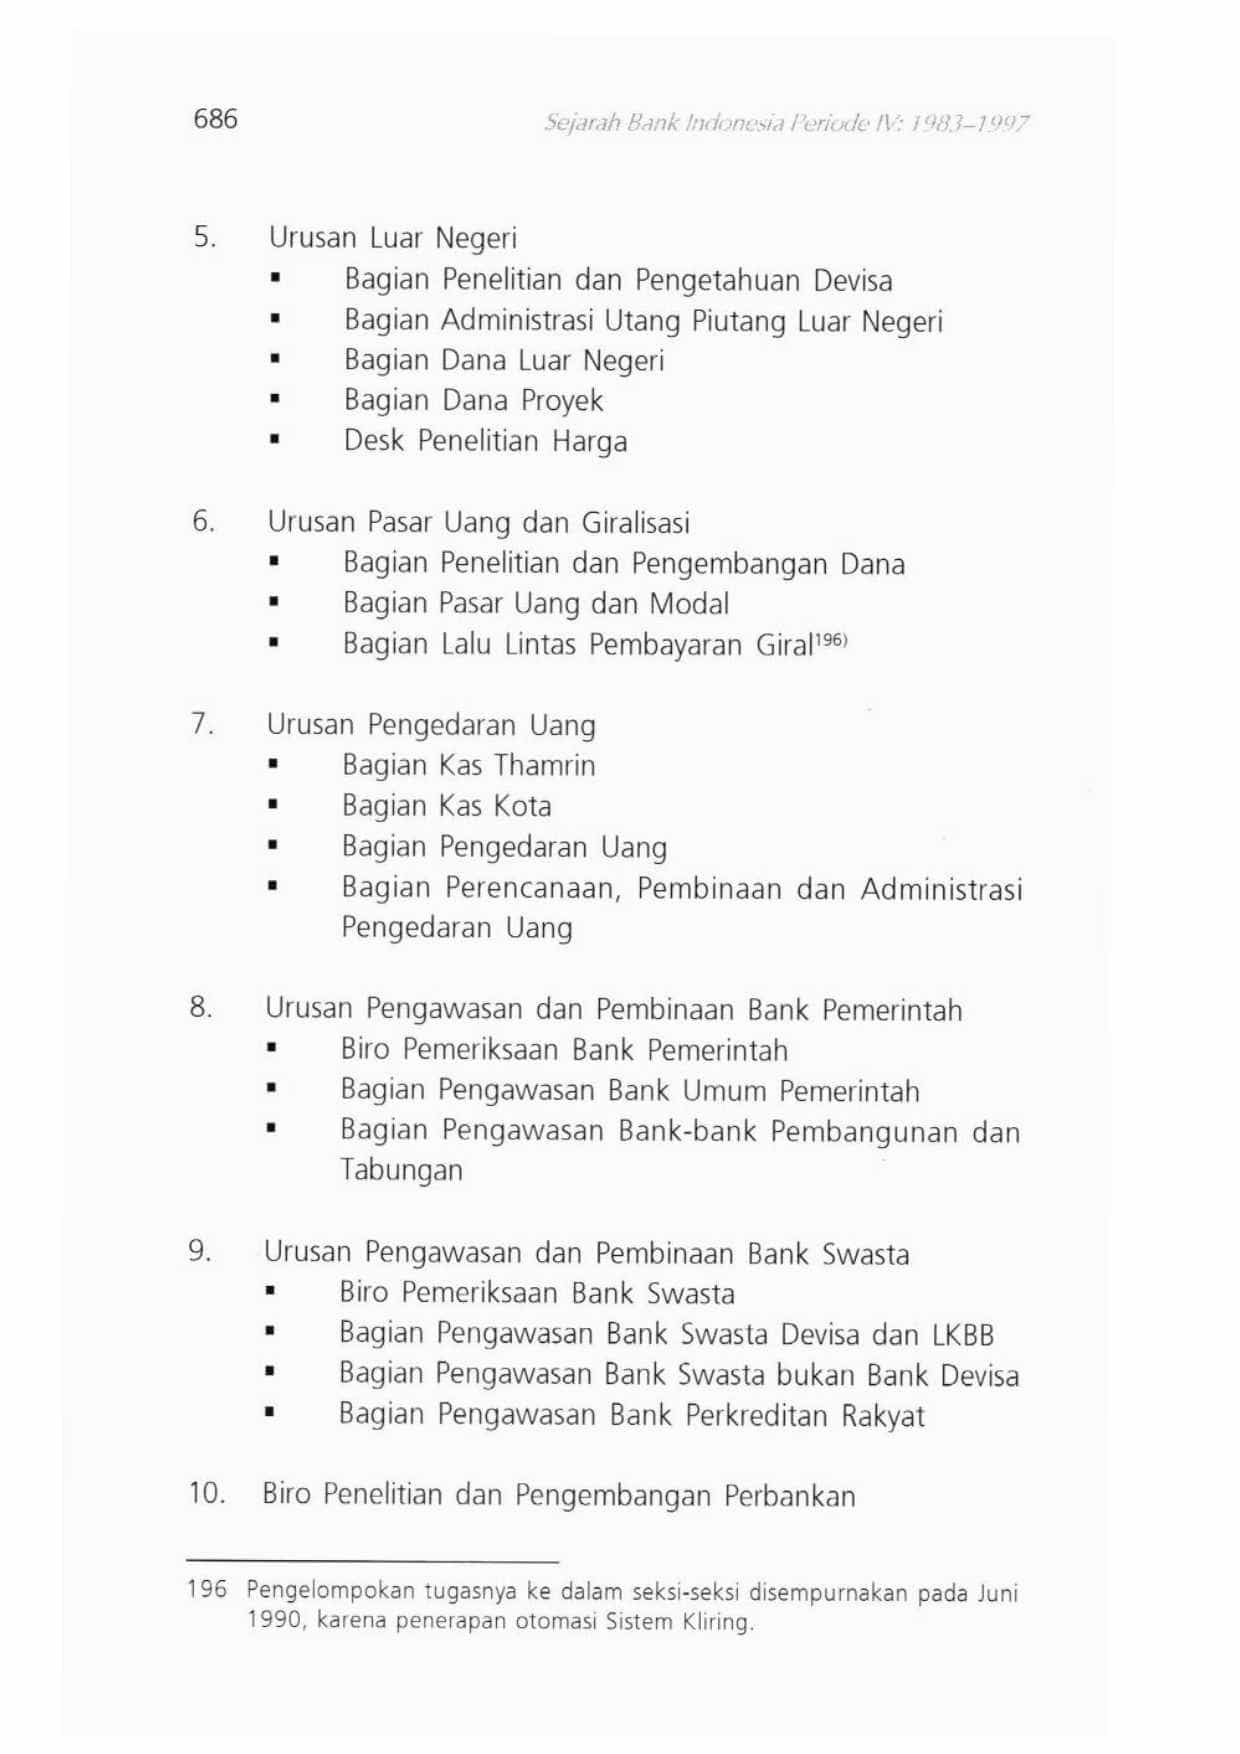 686 Sejarah Bank Indonesia Periode IV: 1983–1997
5. Urusan Luar Negeri
▪ Bagian Penelitian dan Pengetahuan Devisa
▪ Bagian Administrasi Utang Piutang Luar Negeri
▪ Bagian Dana Luar Negeri
▪ Bagian Dana Proyek
▪ Desk Penelitian Harga
6. Urusan Pasar Uang dan Giralisasi
▪ Bagian Penelitian dan Pengembangan Dana
▪ Bagian Pasar Uang dan Modal
▪ Bagian Lalu Lintas Pembayaran Giral196)
7. Urusan Pengedaran Uang
▪ Bagian Kas Thamrin
▪ Bagian Kas Kota
▪ Bagian Pengedaran Uang
▪ Bagian Perencanaan, Pembinaan dan Administrasi
Pengedaran Uang
8. Urusan Pengawasan dan Pembinaan Bank Pemerintah
▪ Biro Pemeriksaan Bank Pemerintah
▪ Bagian Pengawasan Bank Umum Pemerintah
▪ Bagian Pengawasan Bank-bank Pembangunan dan
Tabungan
9. Urusan Pengawasan dan Pembinaan Bank Swasta
▪ Biro Pemeriksaan Bank Swasta
▪ Bagian Pengawasan Bank Swasta Devisa dan LKBB
▪ Bagian Pengawasan Bank Swasta bukan Bank Devisa
▪ Bagian Pengawasan Bank Perkreditan Rakyat
10. Biro Penelitian dan Pengembangan Perbankan
196 Pengelompokan tugasnya ke dalam seksi-seksi disempurnakan pada Juni
1990, karena penerapan otomasi Sistem Kliring.